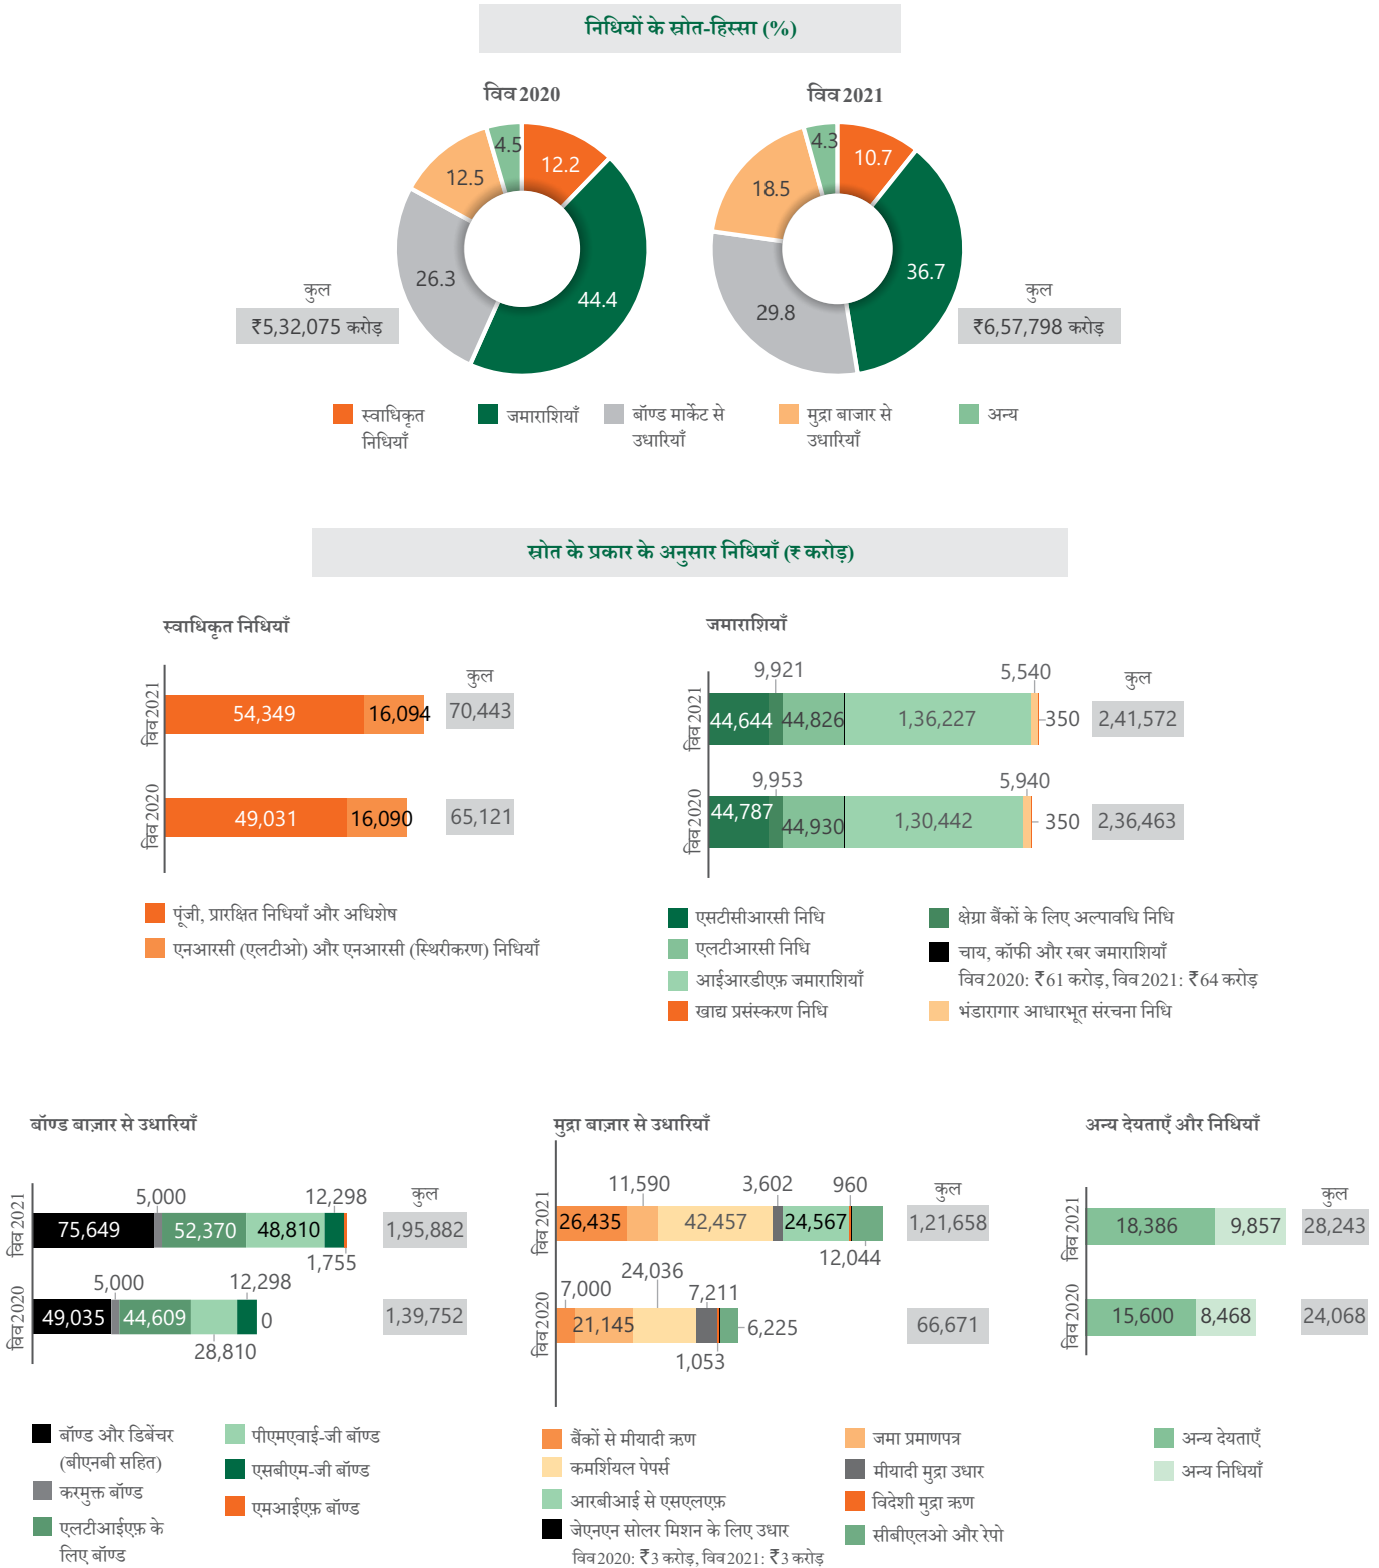 निधियों के स्रोत-हिस्सा (%)
विव 2020
विव 2021
4.5
12.2
12.5
26.3
44.4
4.3
10.7
18.5
36.7
29.8
कुल
₹5,32,075 करोड़
कुल
₹6,57,798 करोड़
स्वाधिकृत
निधियाँ
जमाराशियाँ
बॉण्ड मार्केट से
उधारियाँ
मुद्रा बाजार से
उधारियाँ
अन्य
स्रोत के प्रकार के अनुसार निधियाँ (₹ करोड़)
स्वाधिकृत निधियाँ
कुल
विव 2021
54,349
16,094
70,443
विव 2020
49,031
16,090
65,121
पूंजी, प्रारक्षित निधियाँ और अधिशेष
एनआरसी (एलटीओ) और एनआरसी (स्थिरीकरण) निधियाँ
जमाराशियाँ
9,921
5,540
कुल
विव 2021
44,644
44,826
1,36,227
350
2,41,572
9,953
5,940
विव 2020
44,787
44,930
1,30,442
350
2,36,463
एसटीसीआरसी निधि
क्षेग्रा बैंकों के लिए अल्पावधि निधि
एलटीआरसी निधि
चाय, कॉफी और रबर जमाराशियाँ
विव 2020: ₹61 करोड़, विव 2021: ₹64 करोड़
आईआरडीएफ़ जमाराशियाँ
खाद्य प्रसंस्करण निधि
भंडारागार आधारभूत संरचना निधि
बॉण्ड बाज़ार से उधारियाँ
5,000
12,298
कुल
विव 2021
75,649
52,370
48,810
1,95,882
1,755
5,000
12,298
विव 2020
49,035
44,609
0
1,39,752
28,810
बॉण्ड और डिबेंचर
(बीएनबी सहित)
करमुक्त बॉण्ड
एलटीआईएफ़ के
लिए बॉण्ड
पीएमएवाई-जी बॉण्ड
एसबीएम-जी बॉण्ड
एमआईएफ़ बॉण्ड
मुद्रा बाज़ार से उधारियाँ
11,590
3,602
960
कुल
विव 2021
26,435
42,457
24,567
1,21,658
12,044
24,036
7,000
7,211
विव 2020
21,145
6,225
66,671
1,053
बैंकों से मीयादी ऋण
जमा प्रमाणपत्र
कमर्शियल पेपर्स
मीयादी मुद्रा उधार
आरबीआई से एसएलएफ़
विदेशी मुद्रा ऋण
जेएनएन सोलर मिशन के लिए उधार
विव 2020: ₹3 करोड़, विव 2021: ₹3 करोड़
सीबीएलओ और रेपो
अन्य देयताएँ और निधियाँ
कुल
विव 2021
18,386
9,857
28,243
विव 2020
15,600
8,468
24,068
अन्य देयताएँ
अन्य निधियाँ